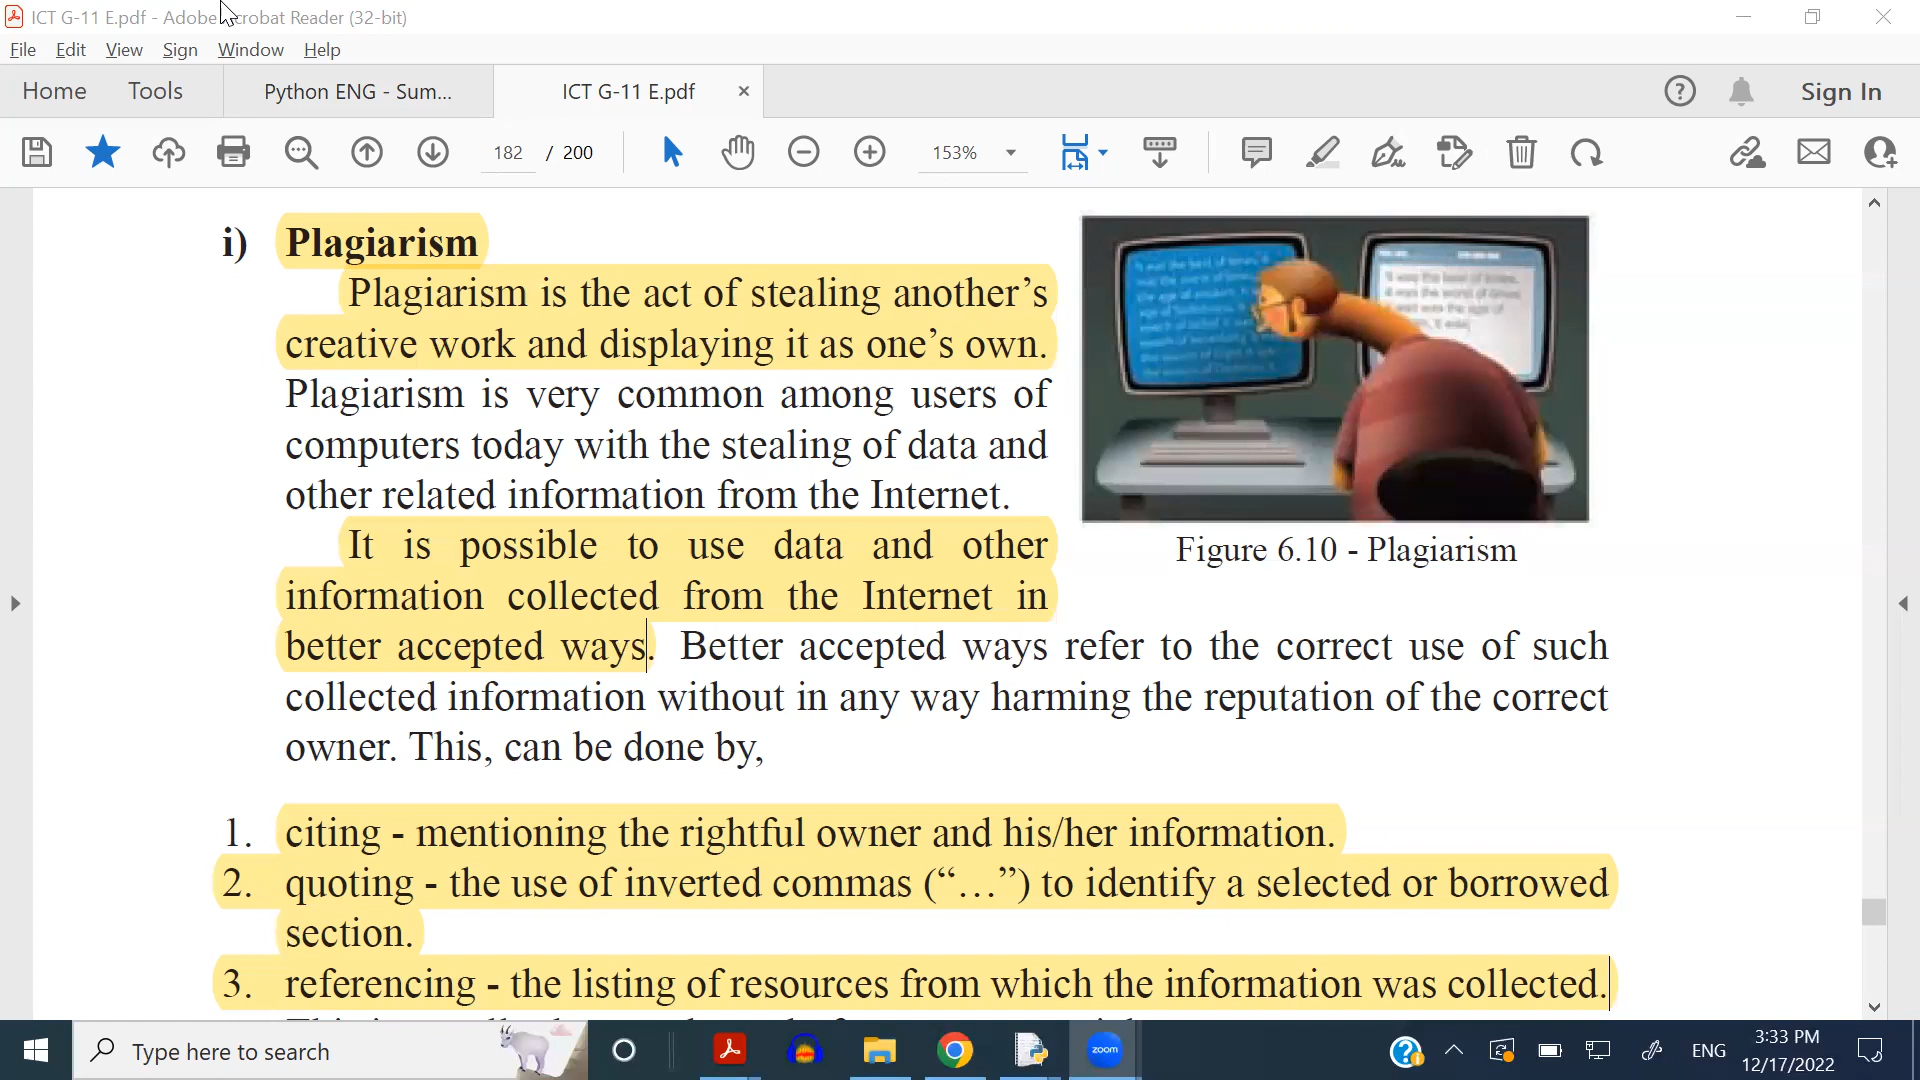 ICT G-11 E.pdf - Adobe Acrobat Reader (32-bit)
File Edit View Sign Window Help
Home Tools Python ENG - Sum... ICT G-11 E.pdf × Sign In
182 / 200 153%
i) Plagiarism
Plagiarism is the act of stealing another’s
creative work and displaying it as one’s own.
Plagiarism is very common among users of
computers today with the stealing of data and
other related information from the Internet.
It is possible to use data and other
information collected from the Internet in
better accepted ways. Better accepted ways refer to the correct use of such
collected information without in any way harming the reputation of the correct
owner. This, can be done by,
Figure 6.10 - Plagiarism
1. citing - mentioning the rightful owner and his/her information.
2. quoting - the use of inverted commas (“…”) to identify a selected or borrowed
section.
3. referencing - the listing of resources from which the information was collected.
Type here to search
zoom
ENG
3:33 PM
12/17/2022